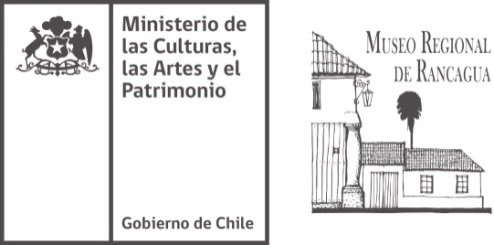 Ministerio de
las Culturas,
las Artes y el
Patrimonio
Gobierno de Chile
MUSEO REGIONAL
DE RANCAGUA